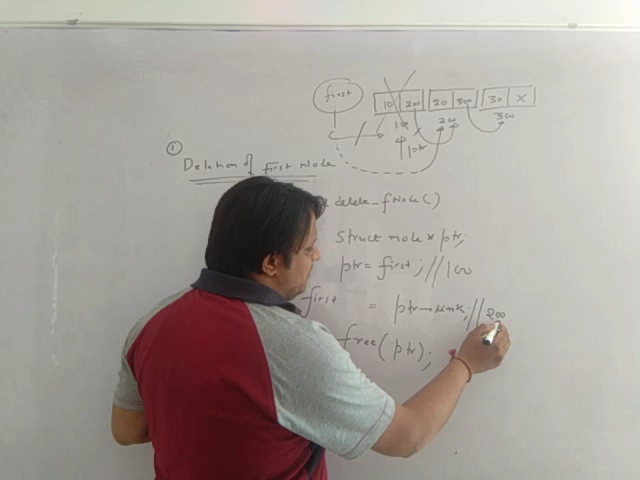 first 10 200 20 300 30 X
100 200 300
ptr
①
Deletion of First Node
delete_fnode()
struct node * ptr;
ptr = first; //100
first = ptr→link; //200
free(ptr);